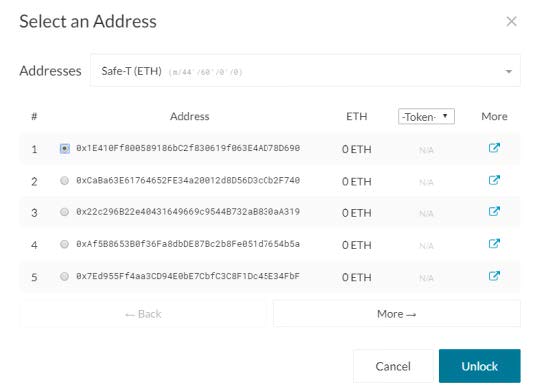 Select an Address
Addresses Safe-T (ETH) (m/44'/60'/0'/0)
# Address ETH -Token- More
1 0x1E410Ff800589186bC2f830619f063E4AD78D690 0 ETH N/A
2 0xCaBa63E61764652FE34a20012d8D56D3cCb2F740 0 ETH N/A
3 0x22c296B22e40431649669c9544B732aB830aA319 0 ETH N/A
4 0xAf5B8653B0f36Fa8dbDE87Bc2b8Fe051d7654b5a 0 ETH N/A
5 0x7Ed955Ff4aa3CD94E0bE7CbfC3C8F1Dc45E34FbF 0 ETH N/A
← Back More →
Cancel Unlock